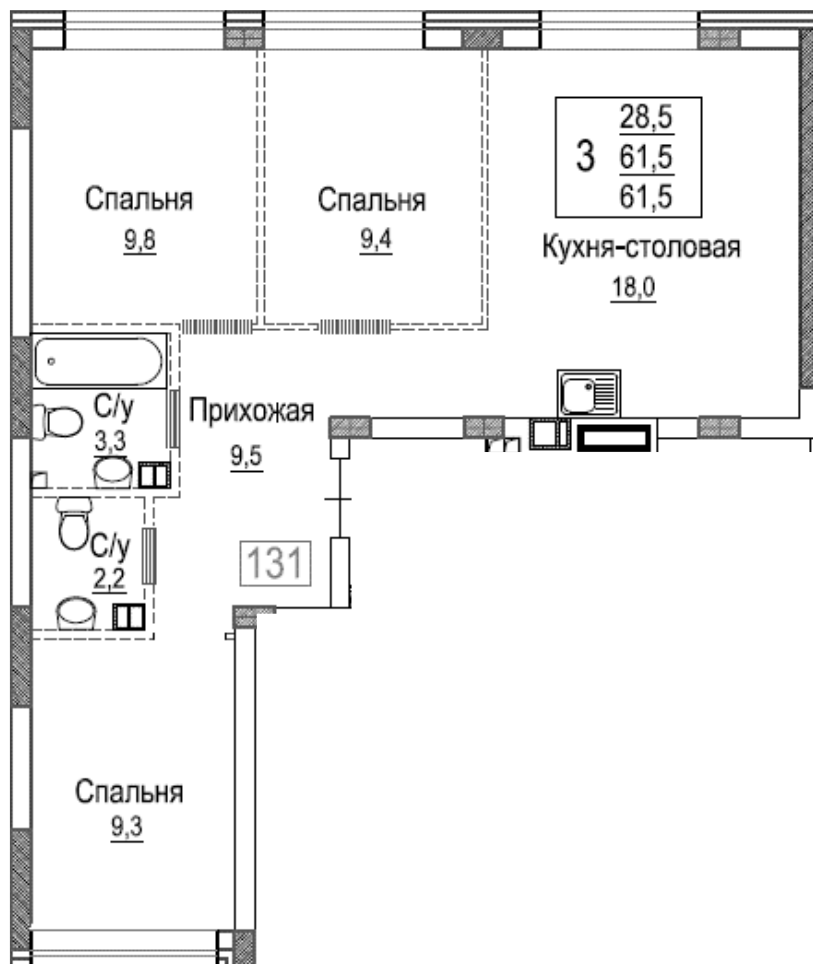 28,5
3 61,5
61,5
Спальня
9,8
Спальня
9,4
Кухня-столовая
18,0
С/у
3,3
Прихожая
9,5
С/у
2,2
131
Спальня
9,3